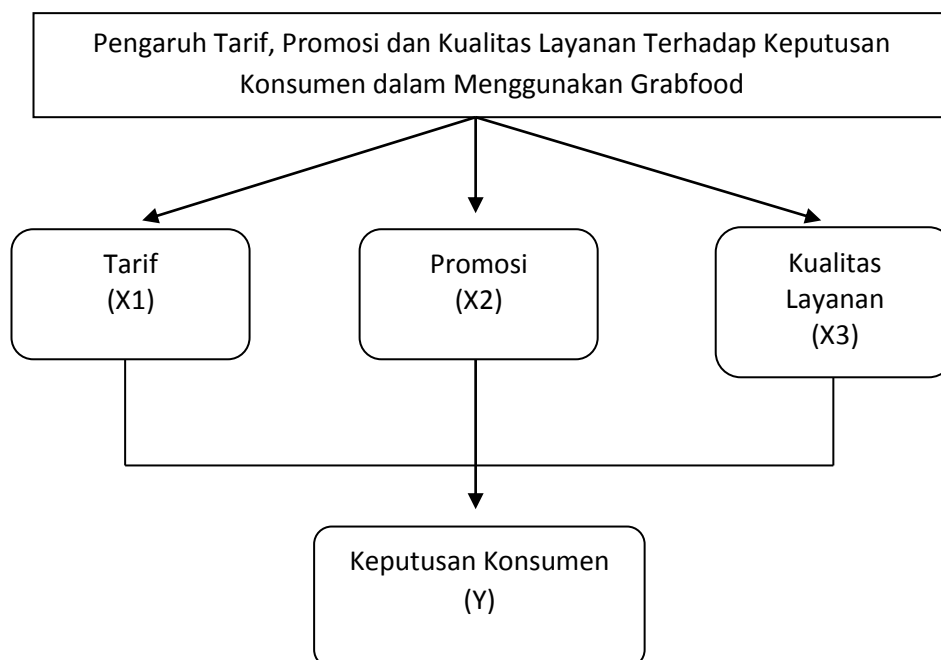 Pengaruh Tarif, Promosi dan Kualitas Layanan Terhadap Keputusan
Konsumen dalam Menggunakan Grabfood
Tarif
(X1)
Promosi
(X2)
Kualitas
Layanan
(X3)
Keputusan Konsumen
(Y)